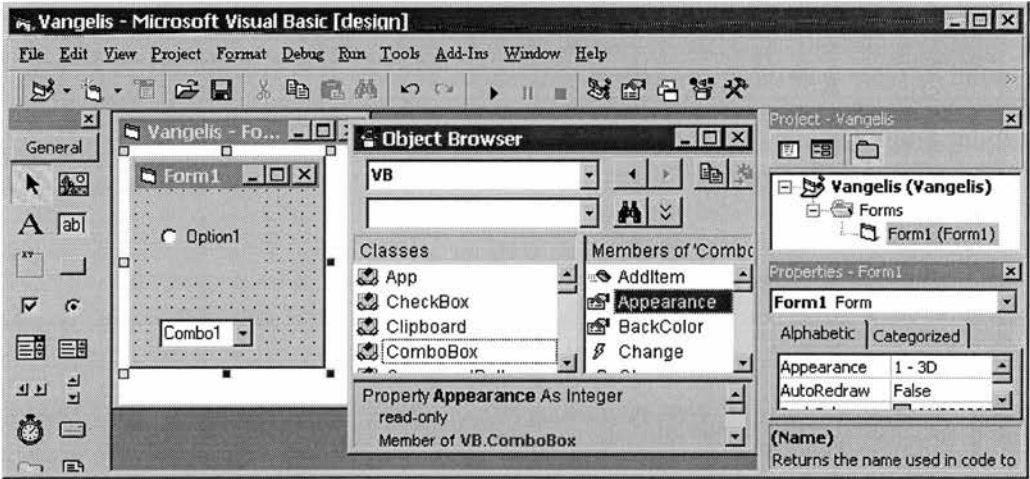 Vangelis - Microsoft Visual Basic [design]
File Edit View Project Format Debug Run Tools Add-Ins Window Help
General
A
ab|
XY
Vangelis - Fo...
Form1
Option1
Combo1
Object Browser
VB
Classes
App
CheckBox
Clipboard
ComboBox
Members of 'Combo
AddItem
Appearance
BackColor
Change
Property Appearance As Integer
read-only
Member of VB.ComboBox
Project - Vangelis
Vangelis (Vangelis)
Forms
Form1 (Form1)
Properties - Form1
Form1 Form
Alphabetic Categorized
Appearance 1 - 3D
AutoRedraw False
(Name)
Returns the name used in code to